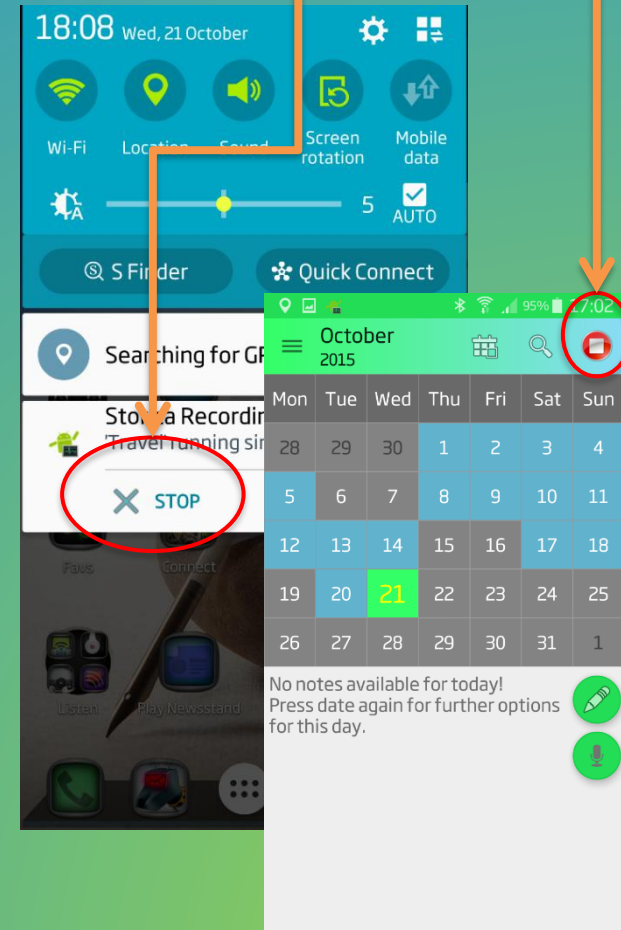 18:08 Wed, 21 October
Wi-Fi Location Sound Screen rotation Mobile data
5 AUTO
S Finder Quick Connect
Searching for
Recordin
'Travel' running
STOP
Favs Connect
Listen Play Newsstand
95% 17:02
October
2015
Mon Tue Wed Thu Fri Sat Sun
28 29 30 1 2 3 4
5 6 7 8 9 10 11
12 13 14 15 16 17 18
19 20 21 22 23 24 25
26 27 28 29 30 31 1
No notes available for today!
Press date again for further options
for this day.